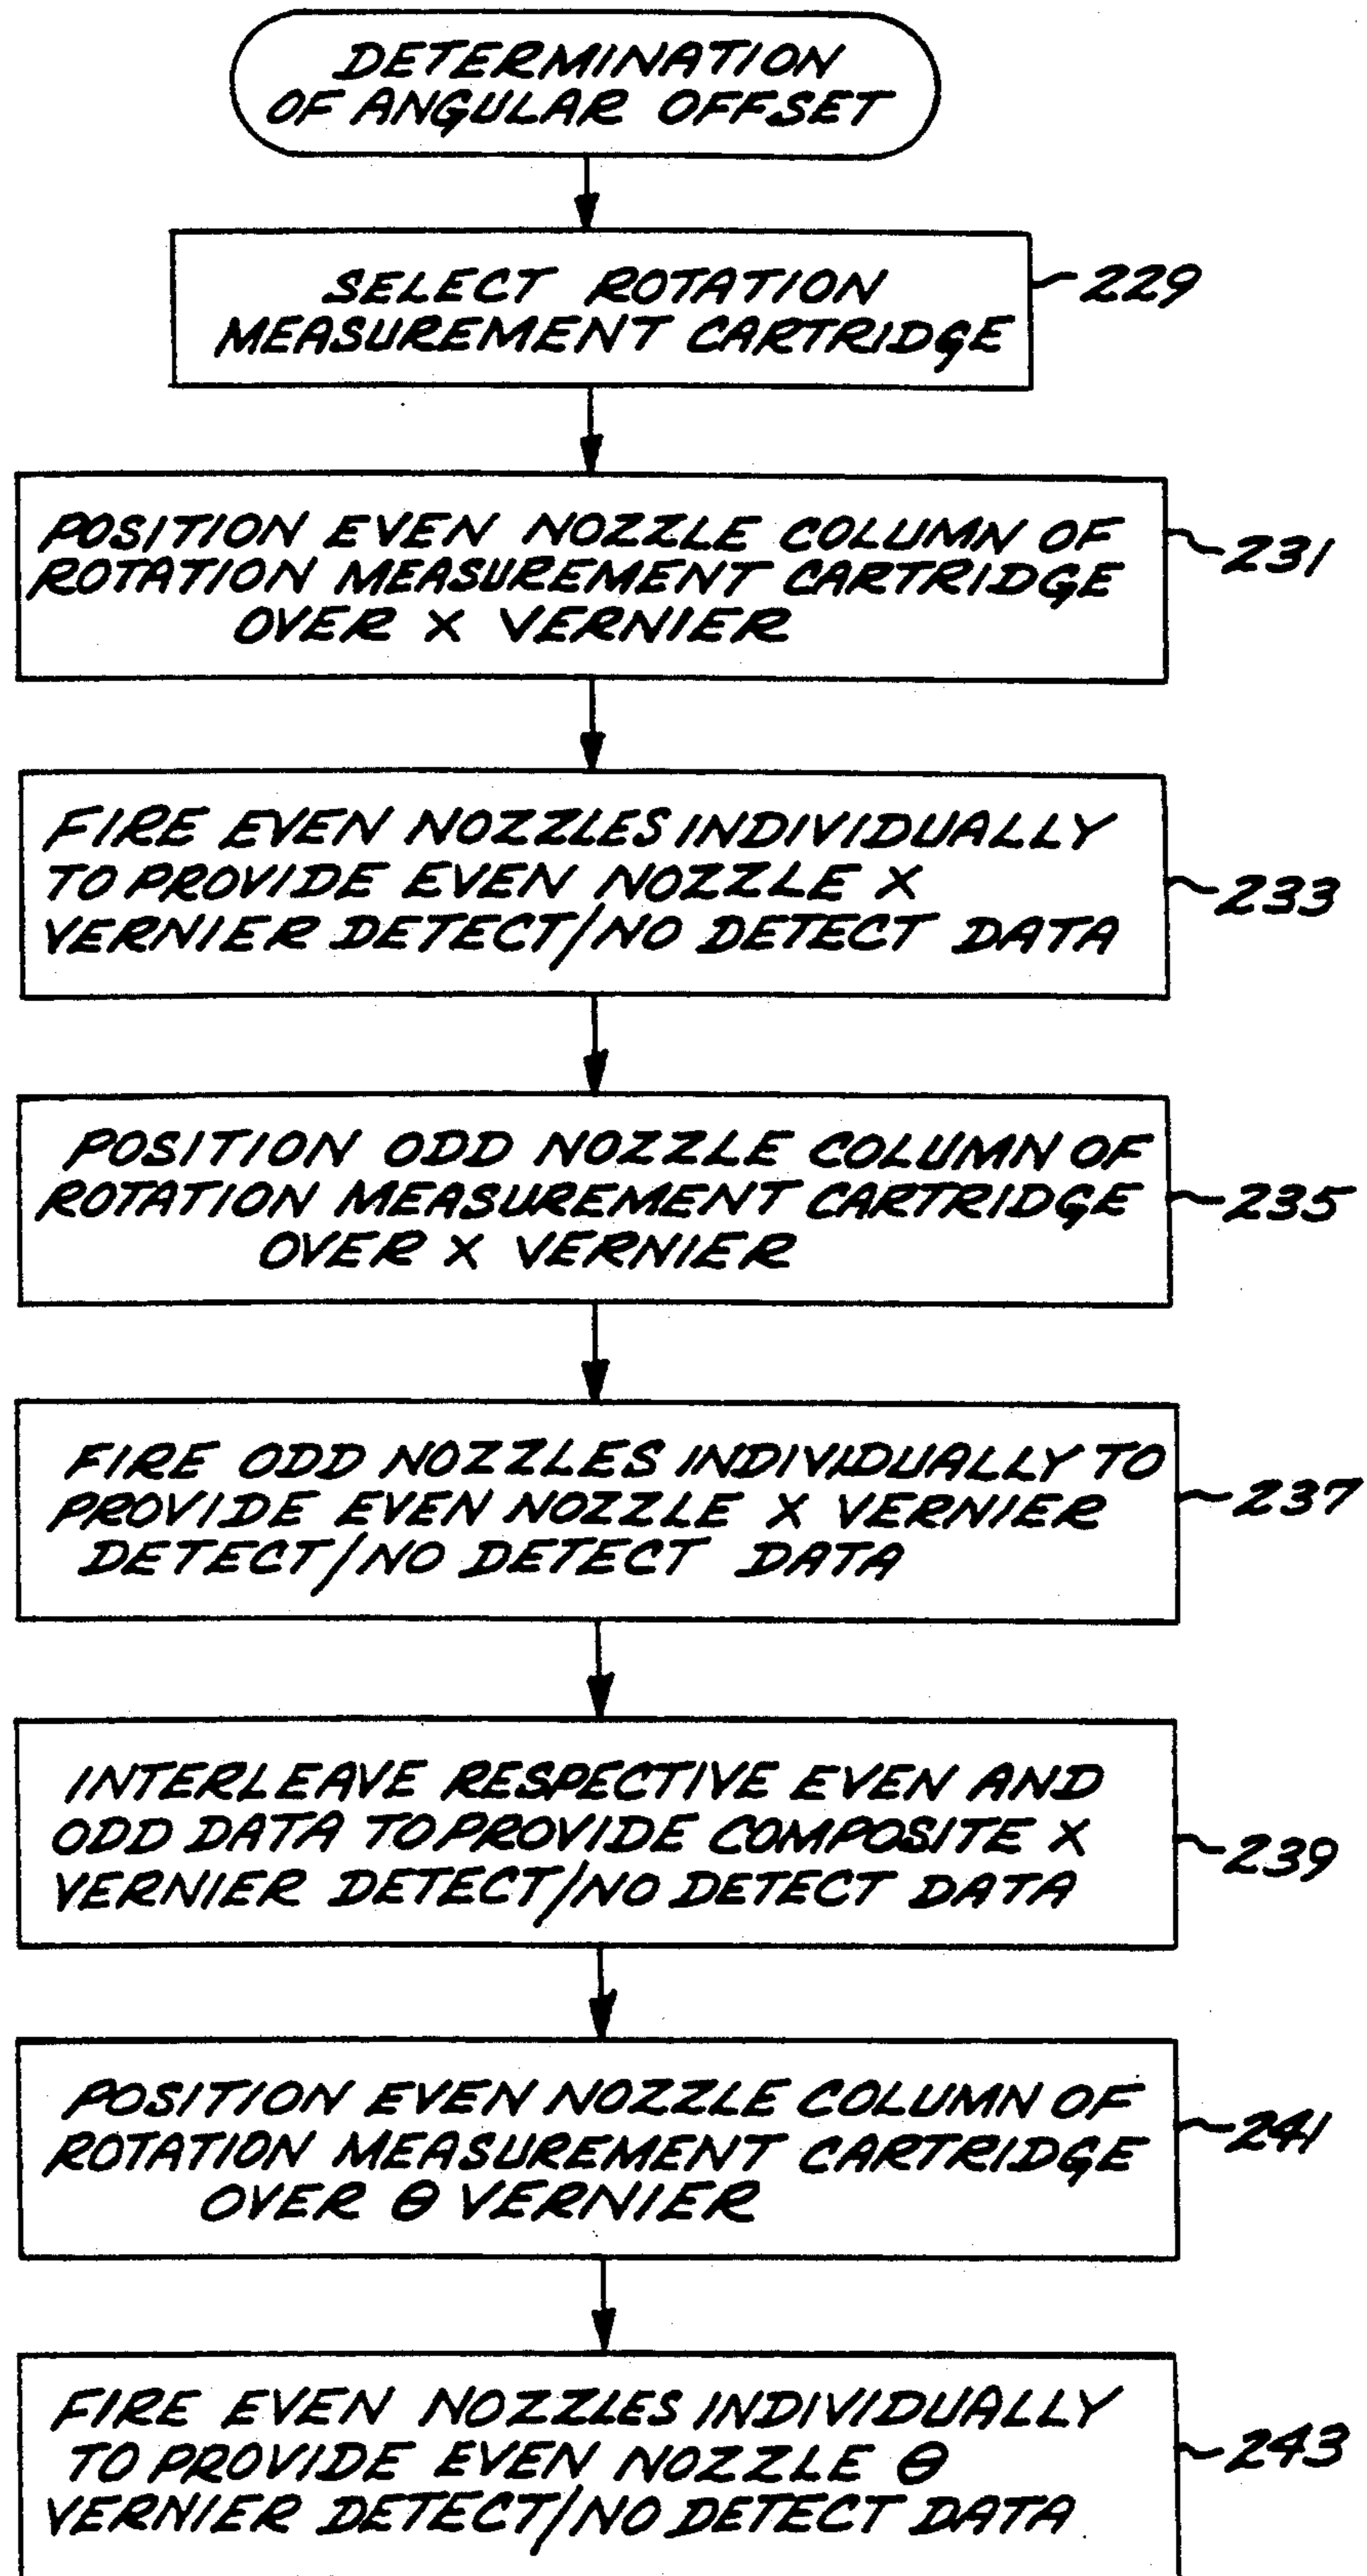 DETERMINATION
OF ANGULAR OFFSET
SELECT ROTATION
MEASUREMENT CARTRIDGE
229
POSITION EVEN NOZZLE COLUMN OF
ROTATION MEASUREMENT CARTRIDGE
OVER X VERNIER
231
FIRE EVEN NOZZLES INDIVIDUALLY
TO PROVIDE EVEN NOZZLE X
VERNIER DETECT/NO DETECT DATA
233
POSITION ODD NOZZLE COLUMN OF
ROTATION MEASUREMENT CARTRIDGE
OVER X VERNIER
235
FIRE ODD NOZZLES INDIVIDUALLY TO
PROVIDE EVEN NOZZLE X VERNIER
DETECT/NO DETECT DATA
237
INTERLEAVE RESPECTIVE EVEN AND
ODD DATA TO PROVIDE COMPOSITE X
VERNIER DETECT/NO DETECT DATA
239
POSITION EVEN NOZZLE COLUMN OF
ROTATION MEASUREMENT CARTRIDGE
OVER Θ VERNIER
241
FIRE EVEN NOZZLES INDIVIDUALLY
TO PROVIDE EVEN NOZZLE Θ
VERNIER DETECT/NO DETECT DATA
243